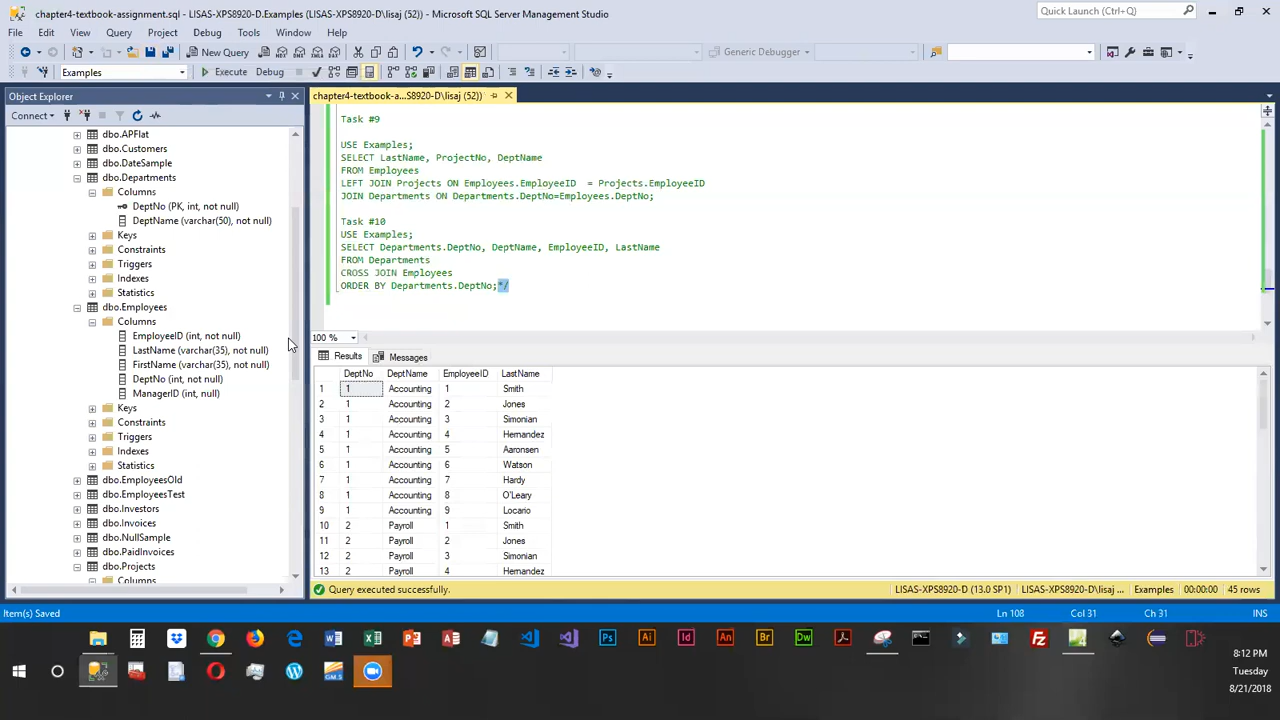 chapter4-textbook-assignment.sql - LISAS-XPS8920-D.Examples (LISAS-XPS8920-D\lisaj (52)) - Microsoft SQL Server Management Studio
Quick Launch (Ctrl+Q)
File Edit View Query Project Debug Tools Window Help
New Query
Generic Debugger
Examples
Execute Debug
Object Explorer
Connect
dbo.APFlat
dbo.Customers
dbo.DateSample
dbo.Departments
Columns
DeptNo (PK, int, not null)
DeptName (varchar(50), not null)
Keys
Constraints
Triggers
Indexes
Statistics
dbo.Employees
Columns
EmployeeID (int, not null)
LastName (varchar(35), not null)
FirstName (varchar(35), not null)
DeptNo (int, not null)
ManagerID (int, not null)
Keys
Constraints
Triggers
Indexes
Statistics
dbo.EmployeesOld
dbo.EmployeesTest
dbo.Investors
dbo.Invoices
dbo.NullSample
dbo.PaidInvoices
dbo.Projects
Columns
chapter4-textbook-a...S8920-D\lisaj (52))
Task #9
USE Examples;
SELECT LastName, ProjectNo, DeptName
FROM Employees
LEFT JOIN Projects ON Employees.EmployeeID = Projects.EmployeeID
JOIN Departments ON Departments.DeptNo=Employees.DeptNo;
Task #10
USE Examples;
SELECT Departments.DeptNo, DeptName, EmployeeID, LastName
FROM Departments
CROSS JOIN Employees
ORDER BY Departments.DeptNo;*/
100 %
Results Messages
DeptNo DeptName EmployeeID LastName
1 1 Accounting 1 Smith
2 1 Accounting 2 Jones
3 1 Accounting 3 Simonian
4 1 Accounting 4 Hernandez
5 1 Accounting 5 Aaronsen
6 1 Accounting 6 Watson
7 1 Accounting 7 Hardy
8 1 Accounting 8 O'Leary
9 1 Accounting 9 Locario
10 2 Payroll 1 Smith
11 2 Payroll 2 Jones
12 2 Payroll 3 Simonian
13 2 Payroll 4 Hernandez
Query executed successfully.
LISAS-XPS8920-D (13.0 SP1) LISAS-XPS8920-D\lisaj ... Examples 00:00:00 45 rows
Item(s) Saved
Ln 108 Col 31 Ch 31 INS
Ps Ai Id An Br Dw
8:12 PM
Tuesday
8/21/2018